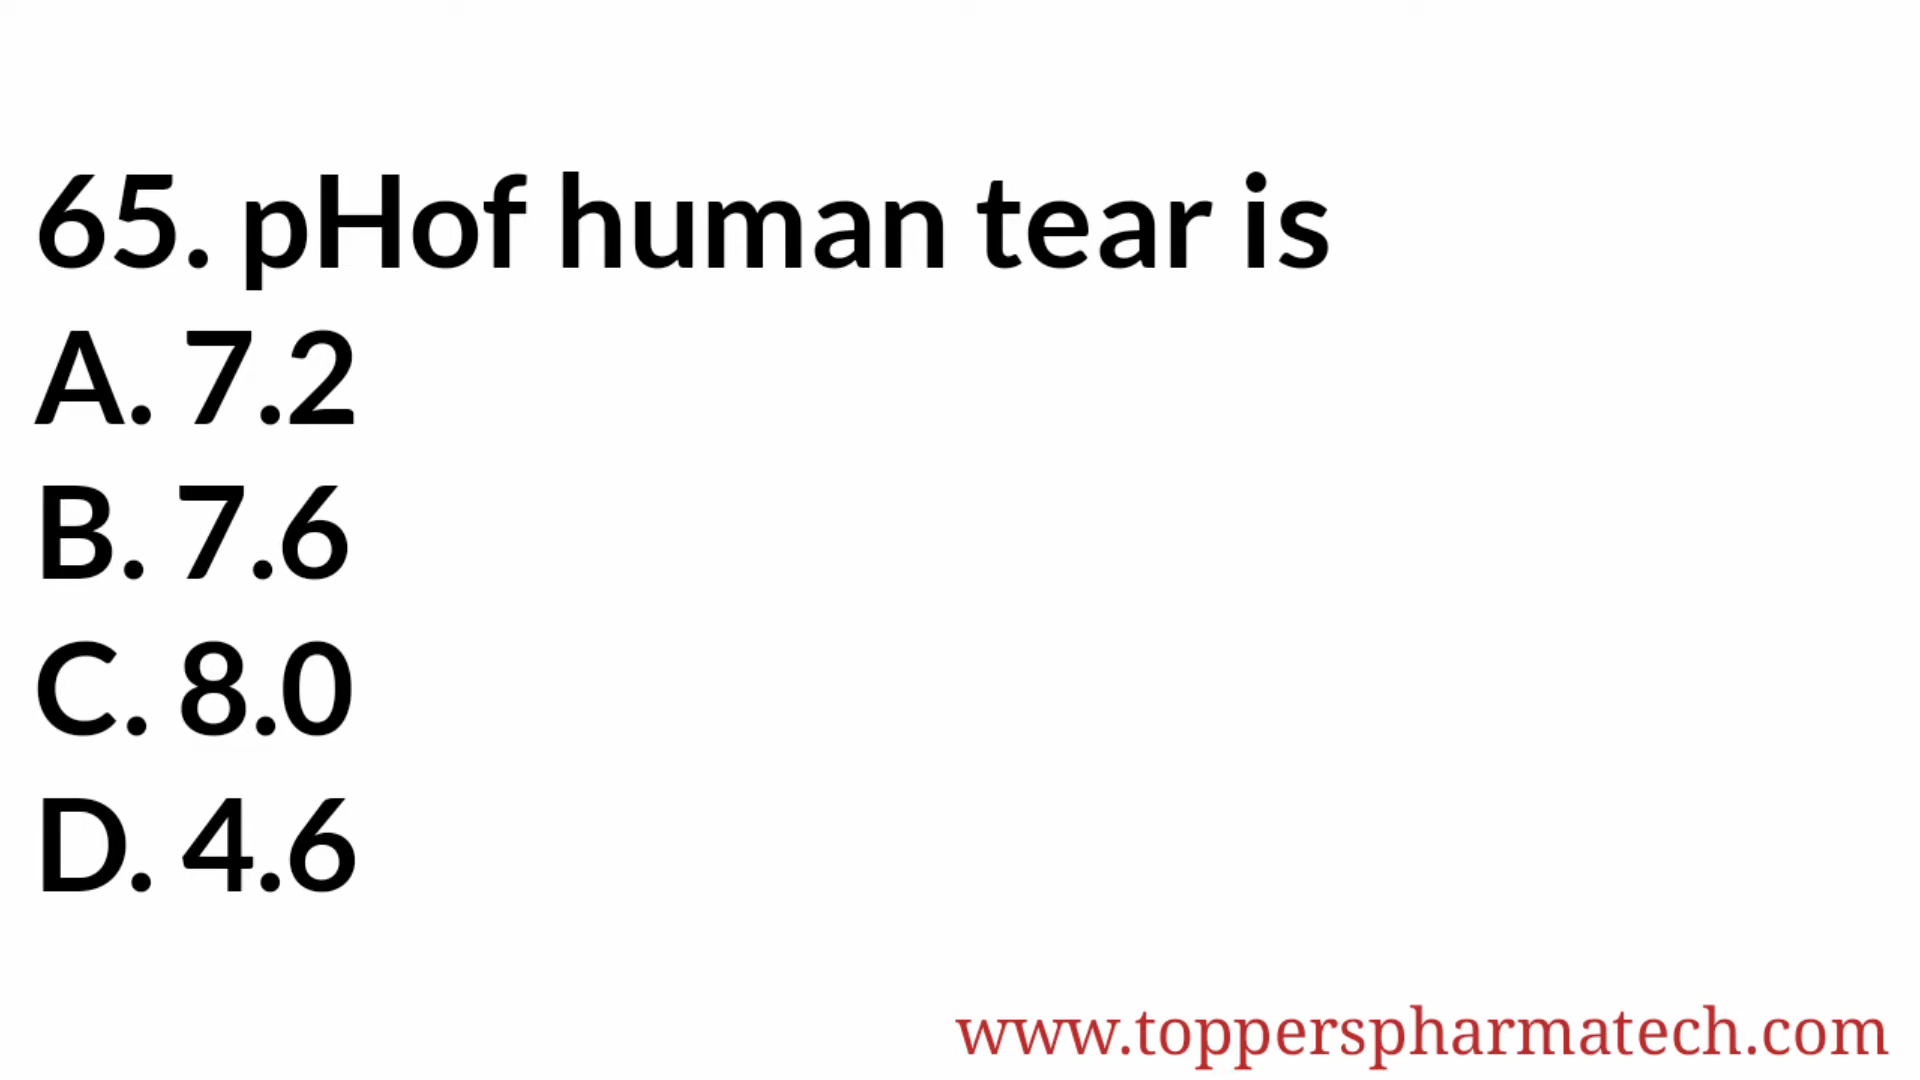 65. pHof human tear is
A. 7.2
B. 7.6
C. 8.0
D. 4.6
www.topperspharmatech.com